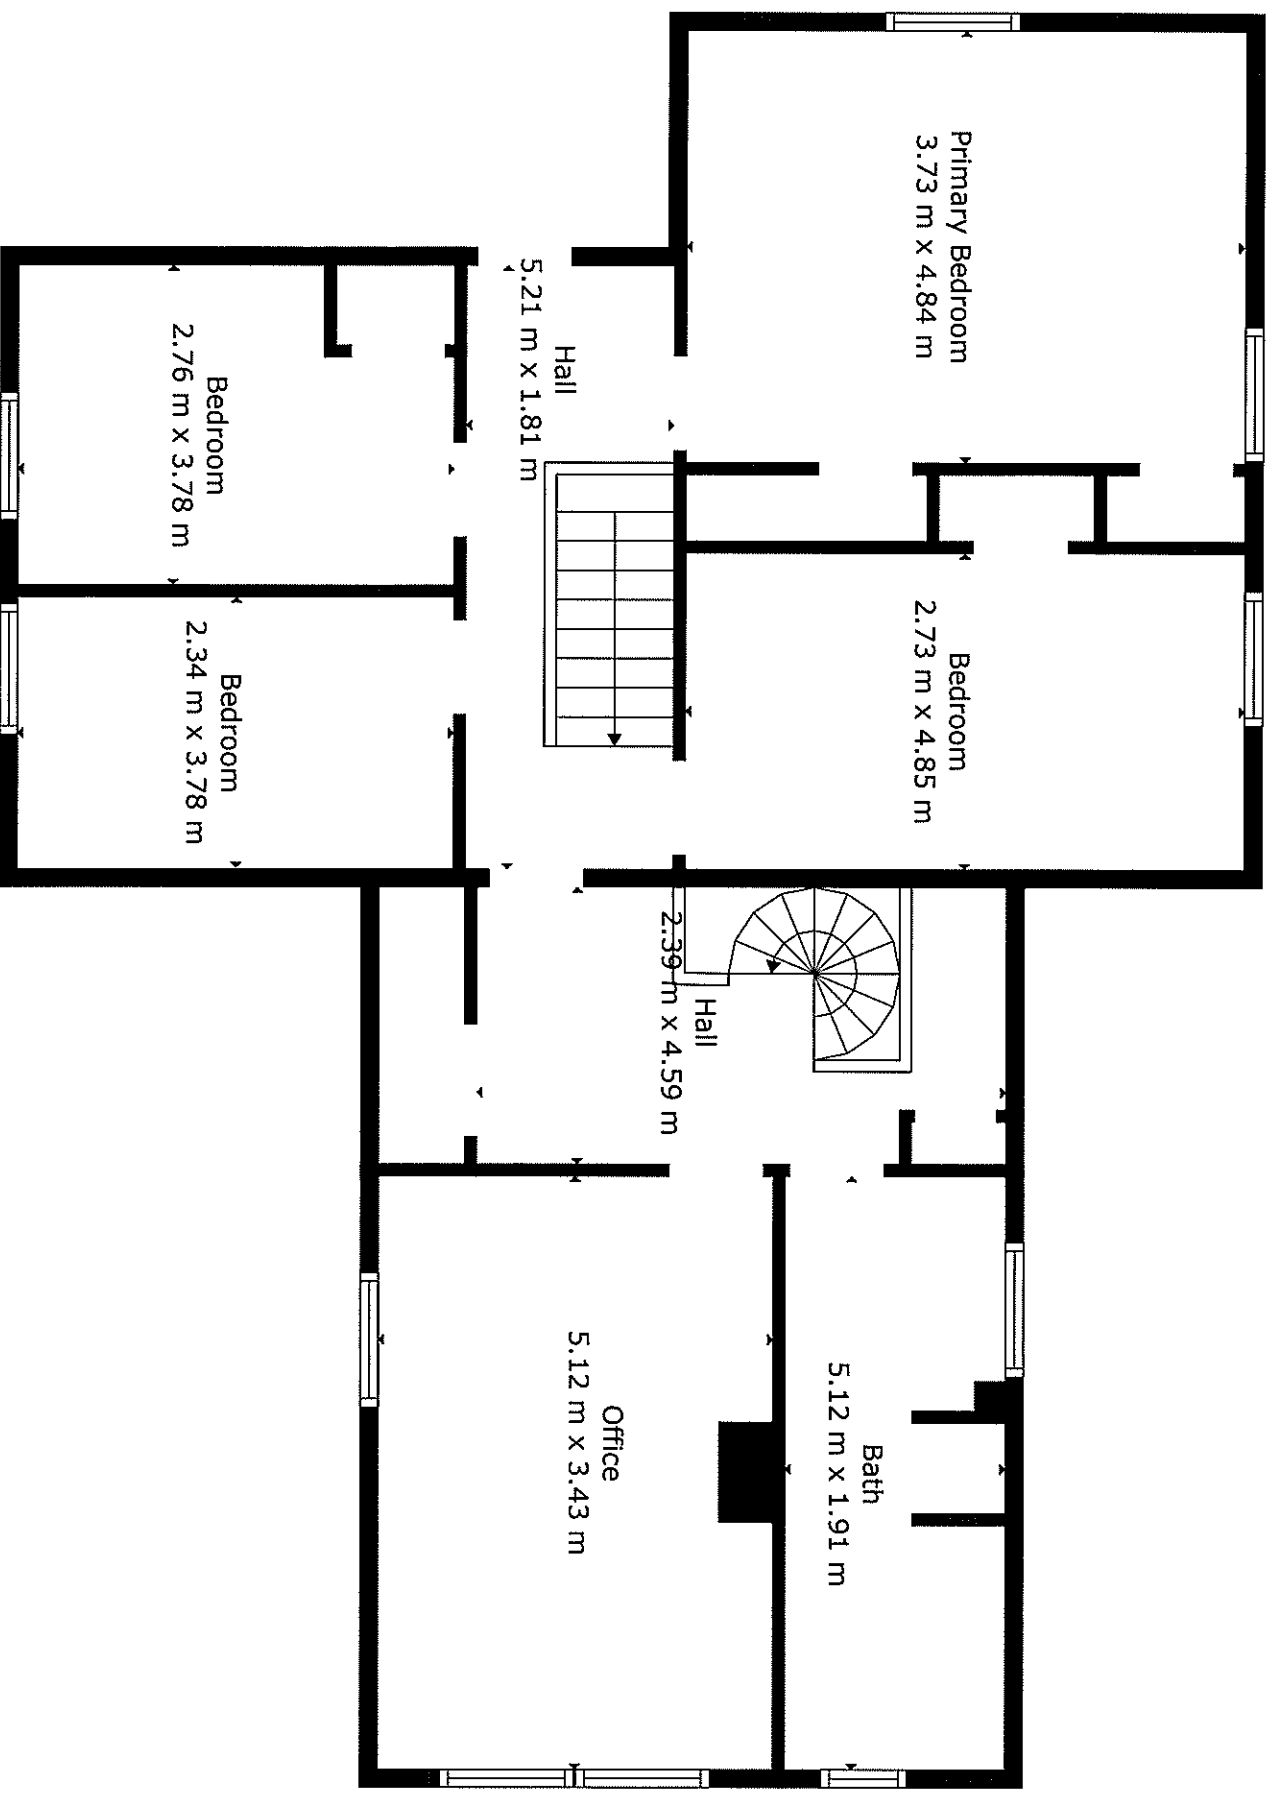 Primary Bedroom
3.73 m x 4.84 m
Bedroom
2.73 m x 4.85 m
Hall
5.21 m x 1.81 m
Bedroom
2.76 m x 3.78 m
Bedroom
2.34 m x 3.78 m
Hall
2.39 m x 4.59 m
Bath
5.12 m x 1.91 m
Office
5.12 m x 3.43 m